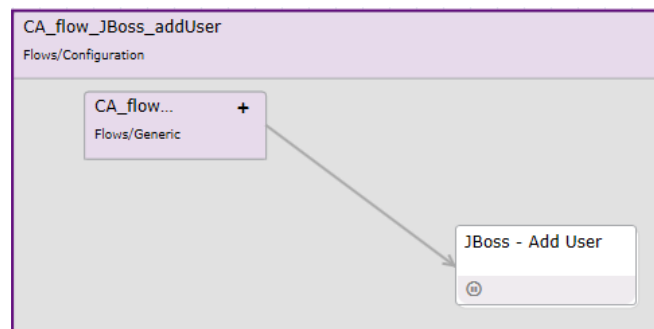 CA_flow_JBoss_addUser
Flows/Configuration
CA_flow...
+
Flows/Generic
JBoss - Add User